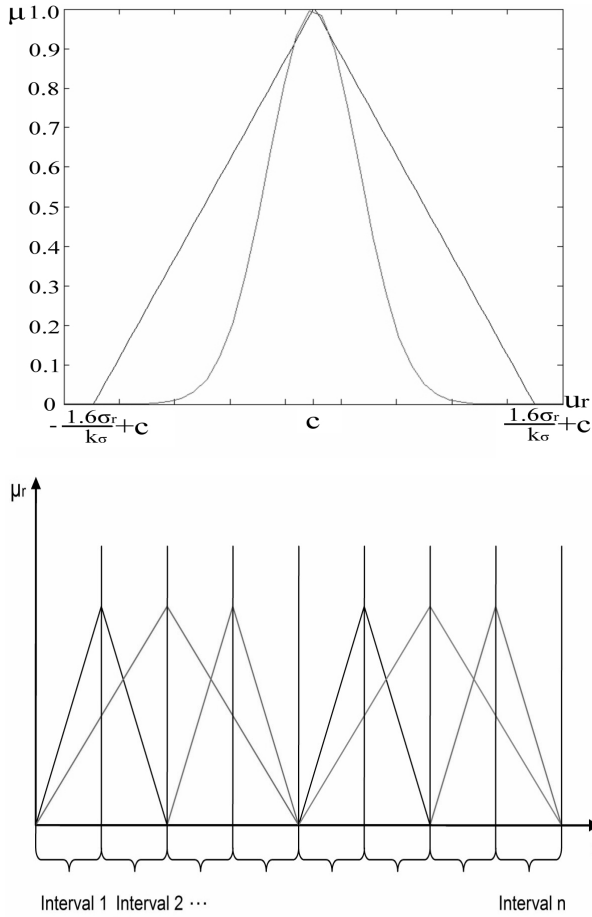 μ 1.0
0.9
0.8
0.7
0.6
0.5
0.4
0.3
0.2
0.1
0
-1.6σr/kσ+c
c
1.6σr/kσ+c
ur
μr
Interval 1 Interval 2 ⋯ Interval n